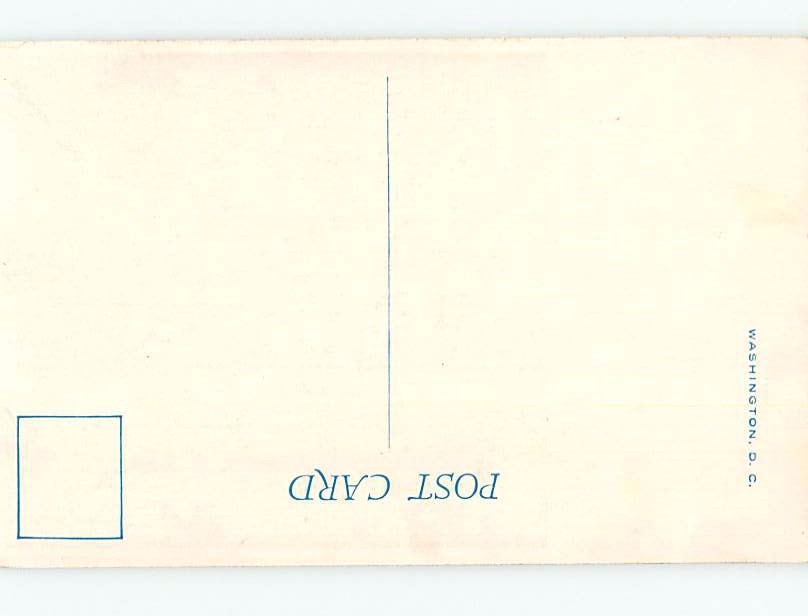 POST CARD
WASHINGTON, D. C.